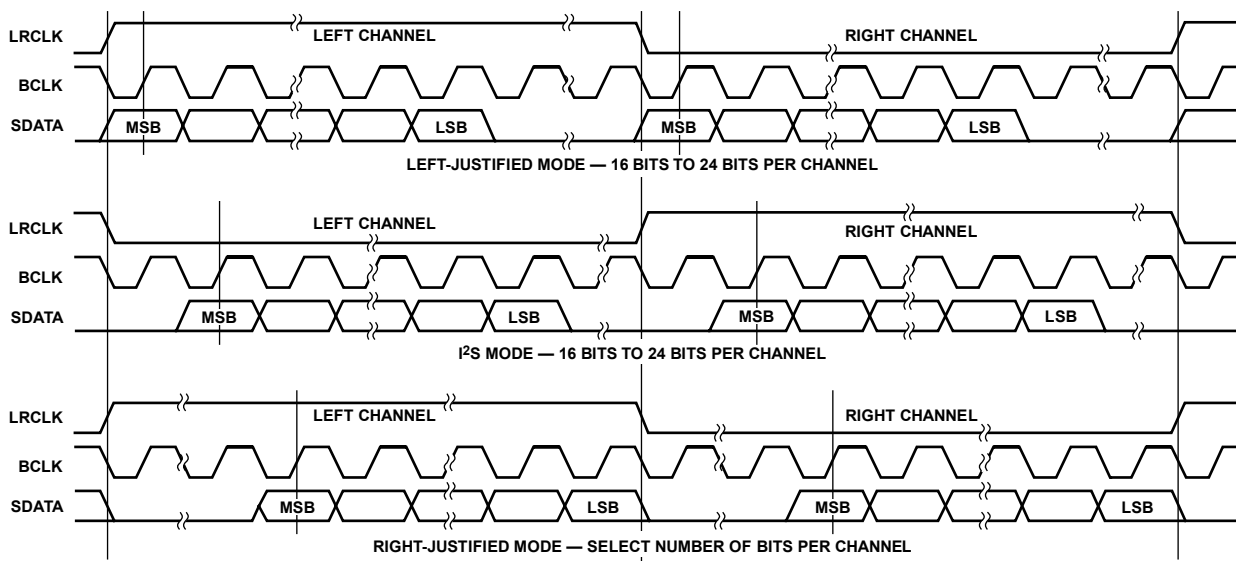 LRCLK
LEFT CHANNEL
RIGHT CHANNEL
BCLK
SDATA
MSB
LSB
MSB
LSB
LEFT-JUSTIFIED MODE — 16 BITS TO 24 BITS PER CHANNEL
LRCLK
LEFT CHANNEL
RIGHT CHANNEL
BCLK
SDATA
MSB
LSB
MSB
LSB
I²S MODE — 16 BITS TO 24 BITS PER CHANNEL
LRCLK
LEFT CHANNEL
RIGHT CHANNEL
BCLK
SDATA
MSB
LSB
MSB
LSB
RIGHT-JUSTIFIED MODE — SELECT NUMBER OF BITS PER CHANNEL